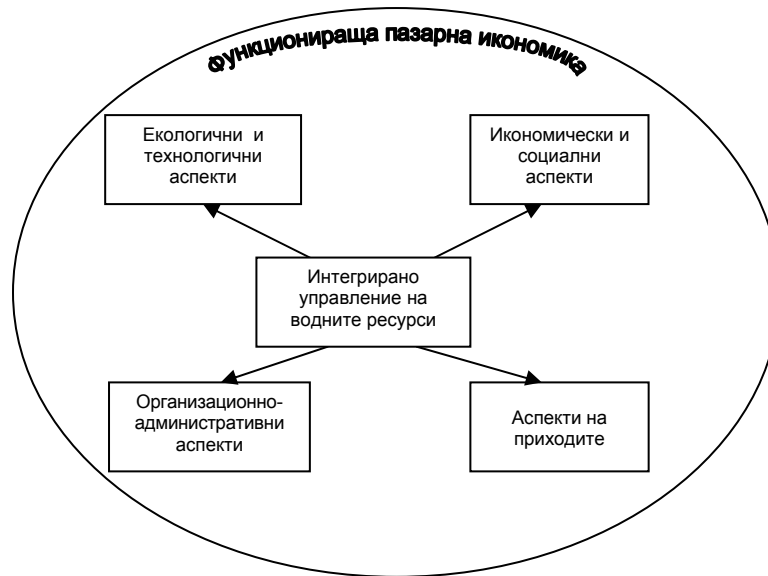 Функционираща пазарна икономика
Екологични и
технологични
аспекти
Икономически и
социални
аспекти
Интегрирано
управление на
водните ресурси
Организационно-
административни
аспекти
Аспекти на
приходите